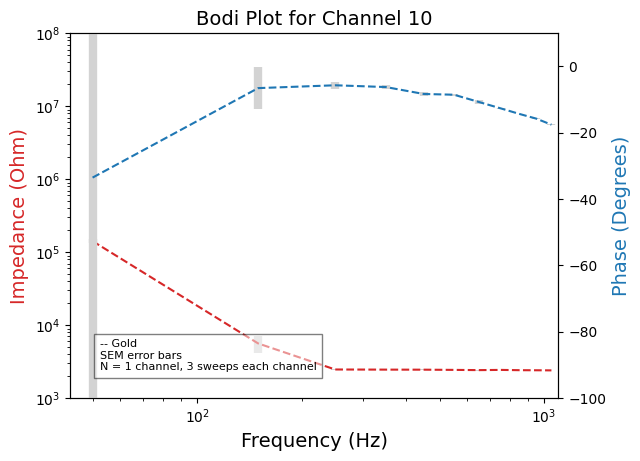 Bodi Plot for Channel 10
Impedance (Ohm)
10^8
10^7
10^6
10^5
10^4
10^3
-- Gold
SEM error bars
N = 1 channel, 3 sweeps each channel
0
−20
−40
−60
−80
−100
Phase (Degrees)
10^2
10^3
Frequency (Hz)